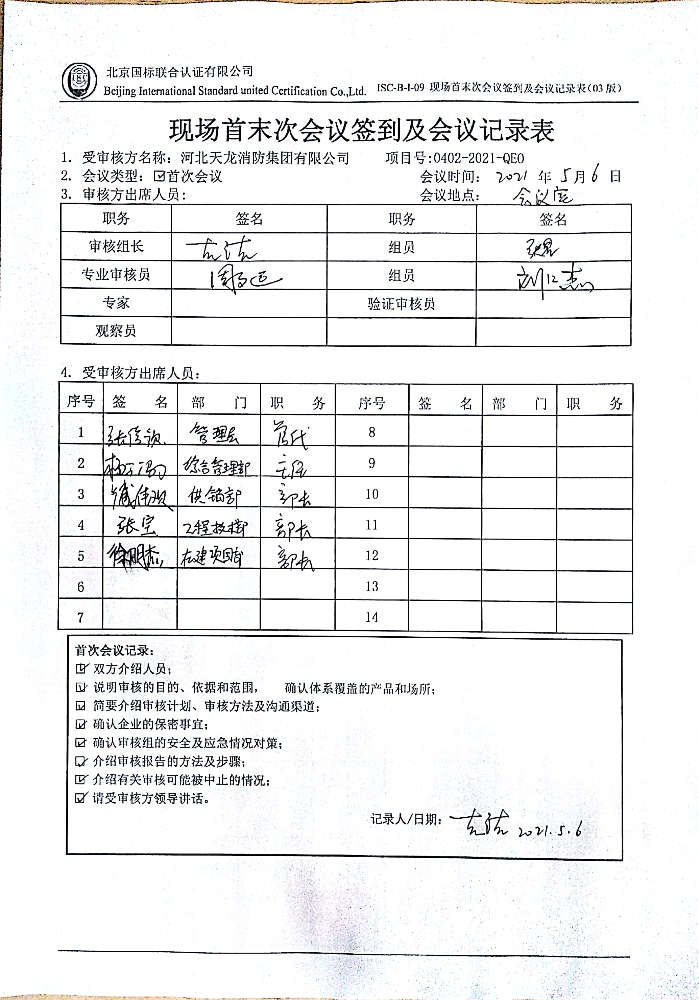 北京国标联合认证有限公司
Beijing International Standard united Certification Co.,Ltd. ISC-B-I-09 现场首末次会议签到及会议记录表(03 版)
现场首末次会议签到及会议记录表
1. 受审核方名称：河北天龙消防集团有限公司 项目号:0402-2021-QEO
2. 会议类型：☑首次会议 会议时间： 2021 年 5月 6 日
3. 审核方出席人员： 会议地点： 会议室
职务 签名 职务 签名
审核组长 组员
专业审核员 组员 刘仁杰
专家 验证审核员
观察员
4. 受审核方出席人员：
序号 签 名 部 门 职 务 序号 签 名 部 门 职 务
1 管理层 管代 8
2 综合管理部 主任 9
3 供销部 部长 10
4 张宝 工程技术部 部长 11
5 徐明杰 在建项目部 部长 12
6 13
7 14
首次会议记录：
☑ 双方介绍人员；
☑ 说明审核的目的、依据和范围， 确认体系覆盖的产品和场所；
☑ 简要介绍审核计划、审核方法及沟通渠道；
☑ 确认企业的保密事宜；
☑ 确认审核组的安全及应急情况对策；
☑ 介绍审核报告的方法及步骤；
☑ 介绍有关审核可能被中止的情况；
☑ 请受审核方领导讲话。
记录人/日期： 2021.5.6